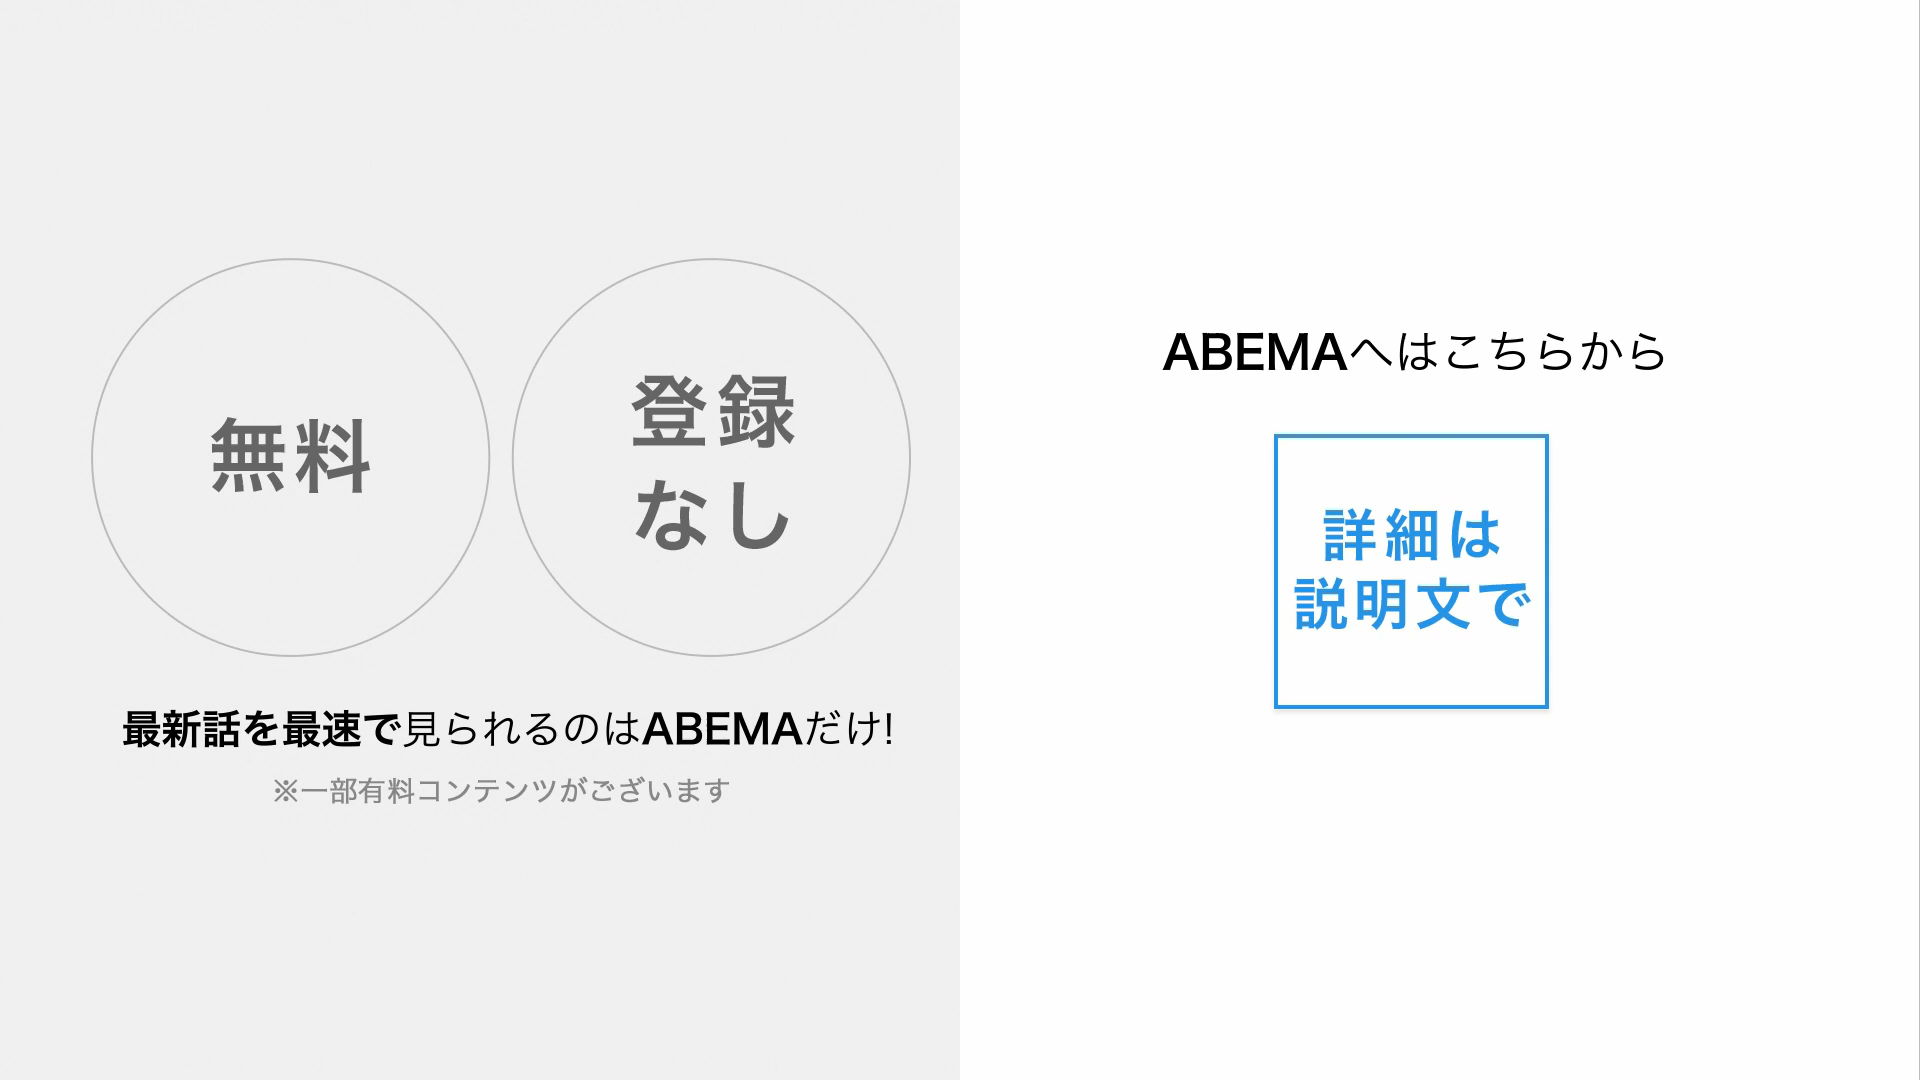 無料
登録
なし
最新話を最速で見られるのはABEMAだけ!
※一部有料コンテンツがございます
ABEMAへはこちらから
詳細は
説明文で